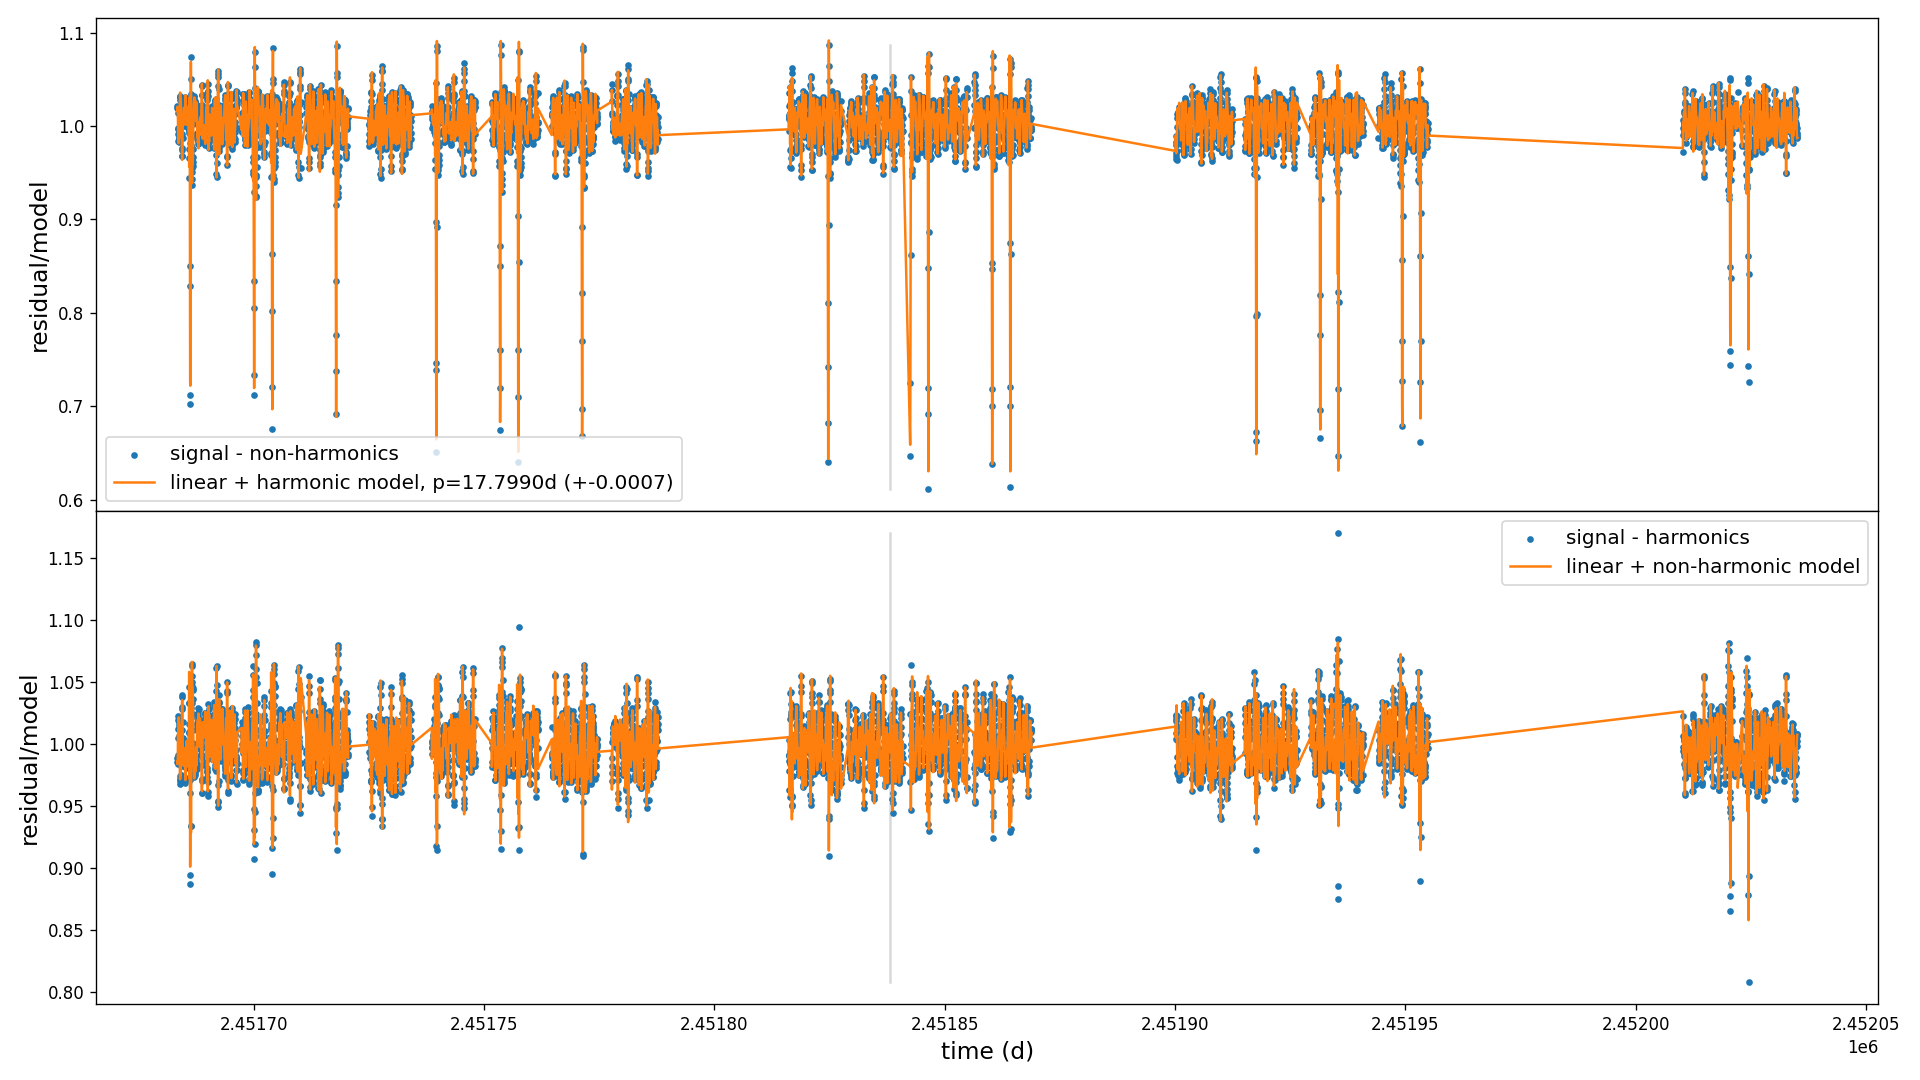 1.1
1.0
0.9
0.8
0.7
0.6
residual/model
signal - non-harmonics
linear + harmonic model, p=17.7990d (+-0.0007)
1.15
1.10
1.05
1.00
0.95
0.90
0.85
0.80
residual/model
signal - harmonics
linear + non-harmonic model
2.45170
2.45175
2.45180
2.45185
2.45190
2.45195
2.45200
2.45205
time (d)
1e6